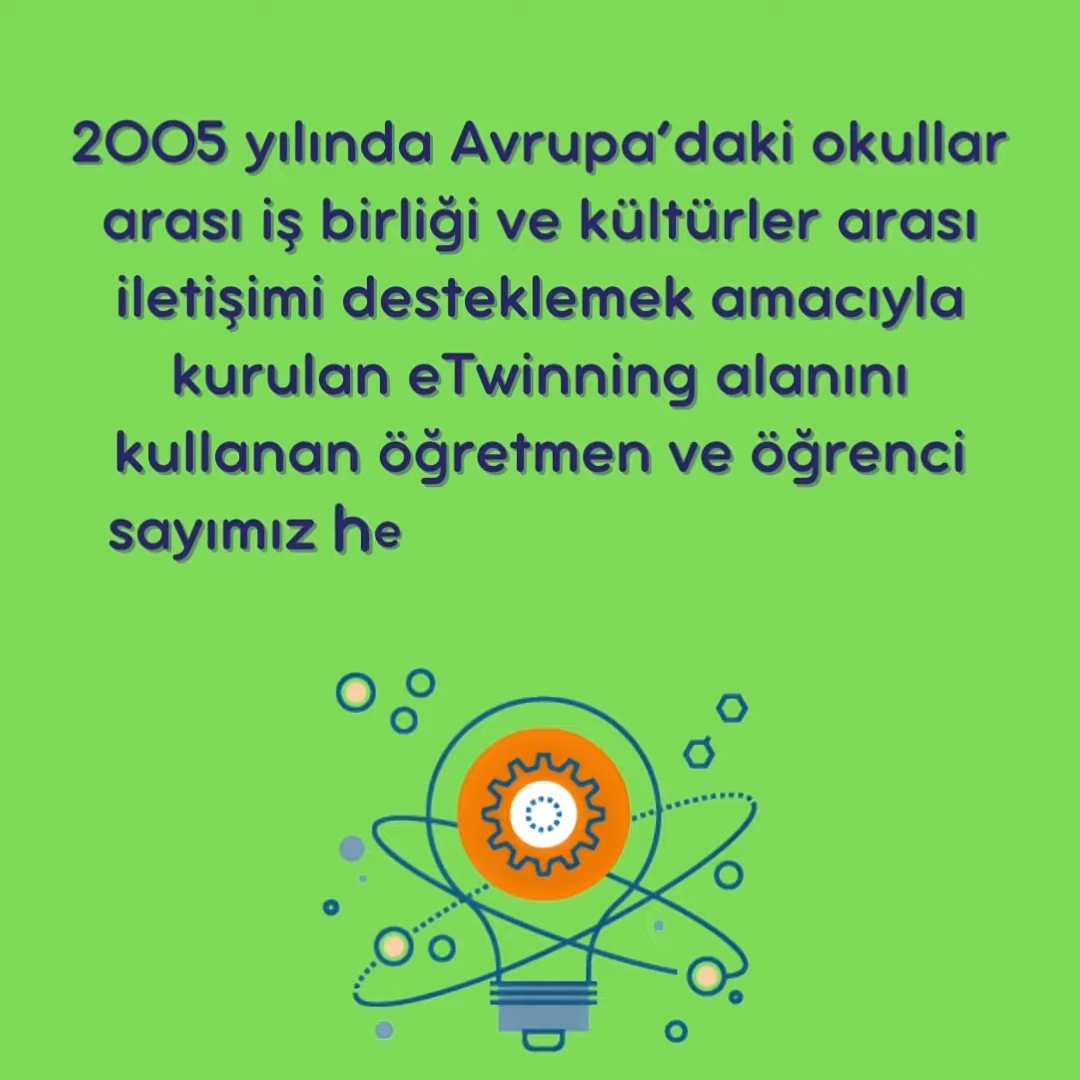 2005 yılında Avrupa’daki okullar
arası iş birliği ve kültürler arası
iletişimi desteklemek amacıyla
kurulan eTwinning alanını
kullanan öğretmen ve öğrenci
sayımız he